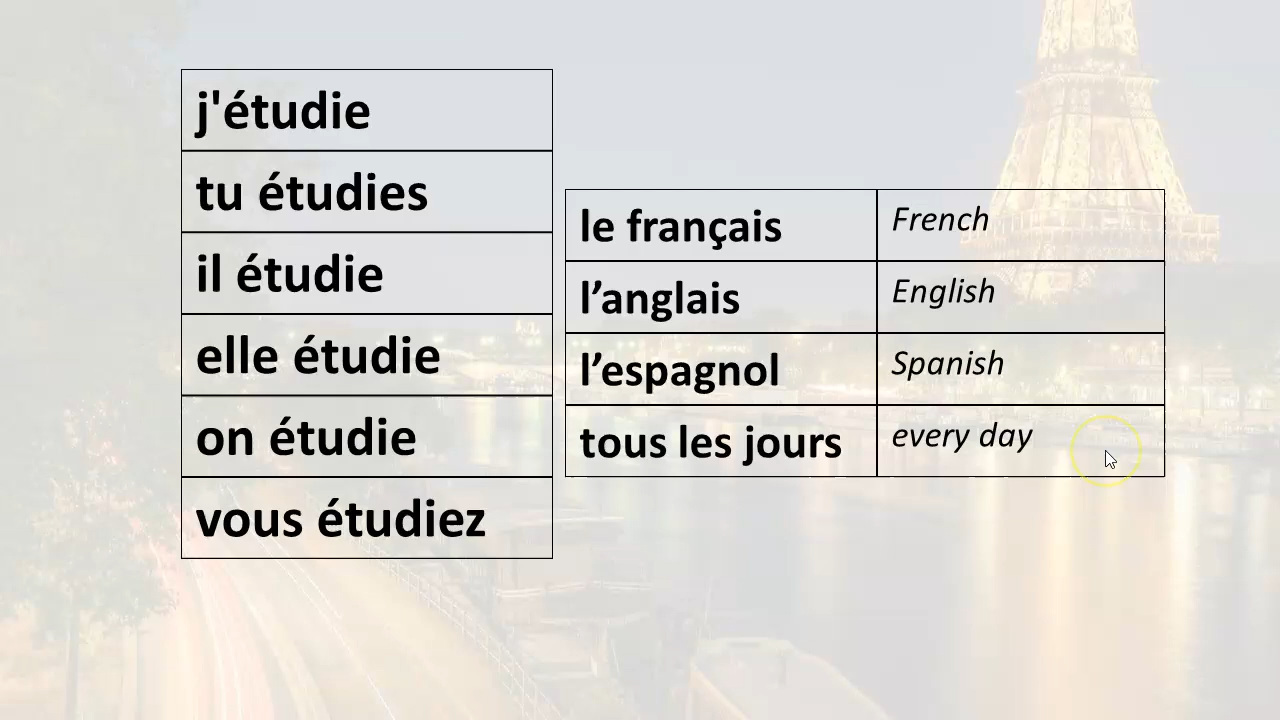 j'étudie
tu étudies
il étudie
elle étudie
on étudie
vous étudiez
le français French
l’anglais English
l’espagnol Spanish
tous les jours every day